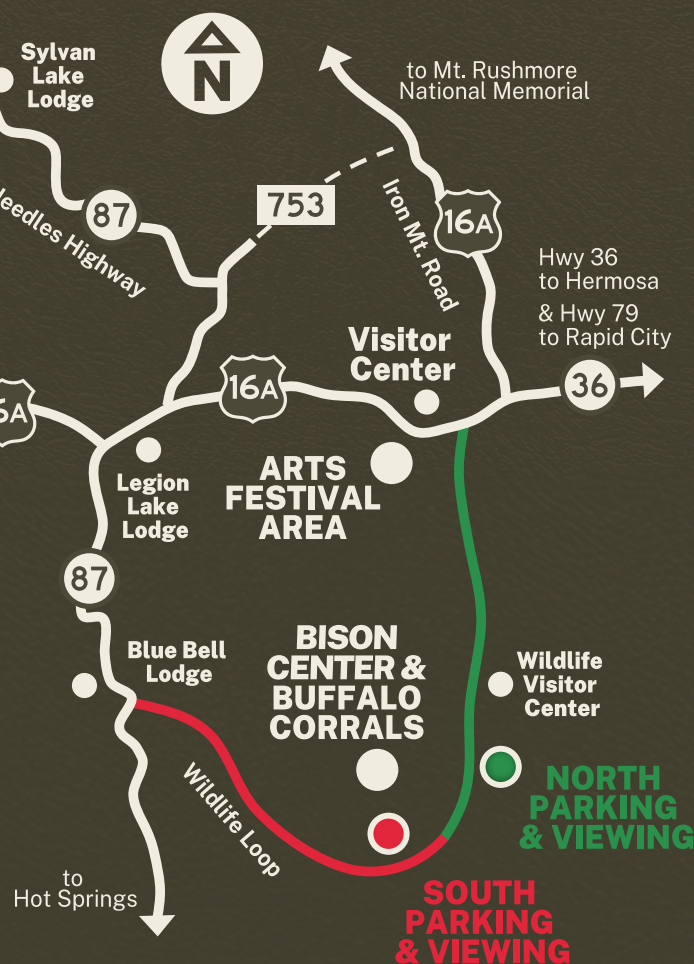 Sylvan
Lake
Lodge
N
to Mt. Rushmore
National Memorial
87
Needles Highway
753
Iron Mt. Road
16A
Hwy 36
to Hermosa
& Hwy 79
to Rapid City
Visitor
Center
36
16A
Legion
Lake
Lodge
ARTS
FESTIVAL
AREA
87
Blue Bell
Lodge
BISON
CENTER &
BUFFALO
CORRALS
Wildlife
Visitor
Center
Wildlife Loop
NORTH
PARKING
& VIEWING
to
Hot Springs
SOUTH
PARKING
& VIEWING